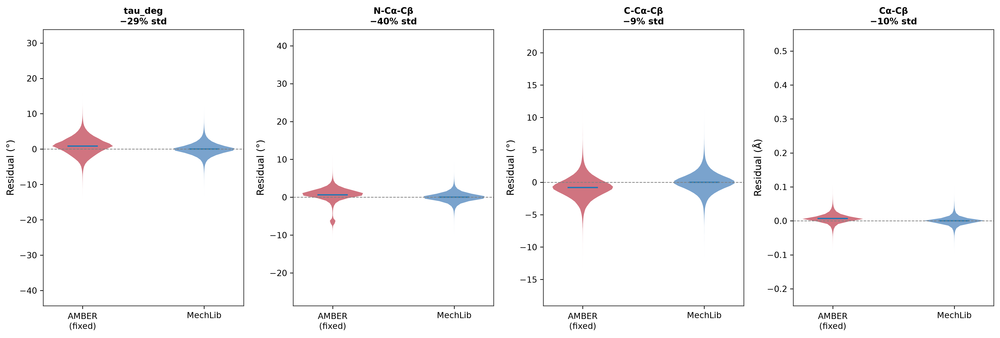 tau_deg
−29% std
Residual (°)
30
20
10
0
−10
−20
−30
−40
AMBER
(fixed)
MechLib
N-Cα-Cβ
−40% std
Residual (°)
40
30
20
10
0
−10
−20
AMBER
(fixed)
MechLib
C-Cα-Cβ
−9% std
Residual (°)
20
15
10
5
0
−5
−10
−15
AMBER
(fixed)
MechLib
Cα-Cβ
−10% std
Residual (Å)
0.5
0.4
0.3
0.2
0.1
0.0
−0.1
−0.2
AMBER
(fixed)
MechLib